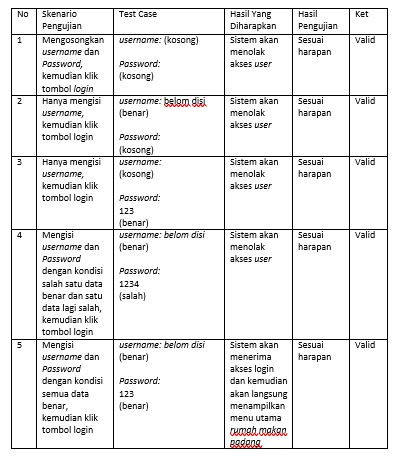 No Skenario Pengujian Test Case Hasil Yang Diharapkan Hasil Pengujian Ket
1 Mengosongkan username dan Password, kemudian klik tombol login
username: (kosong)
Password:
(kosong)
Sistem akan menolak akses user
Sesuai harapan
Valid
2 Hanya mengisi username, kemudian klik tombol login
username: belom disi
(benar)
Password:
(kosong)
Sistem akan menolak akses user
Sesuai harapan
Valid
3 Hanya mengisi username, kemudian klik tombol login
username:
(kosong)
Password:
123
(benar)
Sistem akan menolak akses user
Sesuai harapan
Valid
4 Mengisi username dan Password dengan kondisi salah satu data benar dan satu data lagi salah, kemudian klik tombol login
username: belom disi
(benar)
Password:
1234
(salah)
Sistem akan menolak akses user
Sesuai harapan
Valid
5 Mengisi username dan Password dengan kondisi semua data benar, kemudian klik tombol login
username: belom disi
(benar)
Password:
123
(benar)
Sistem akan menerima akses login dan kemudian akan langsung menampilkan menu utama rumah makan padang.
Sesuai harapan
Valid